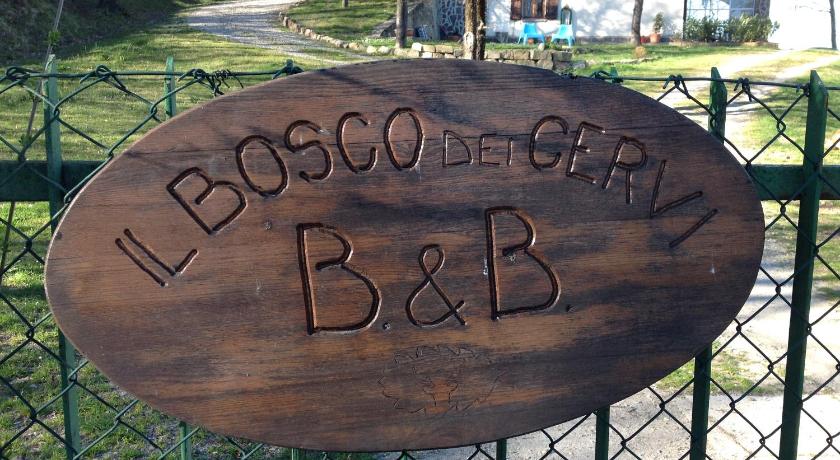 IL BOSCO DEI CERVI
B.&B.